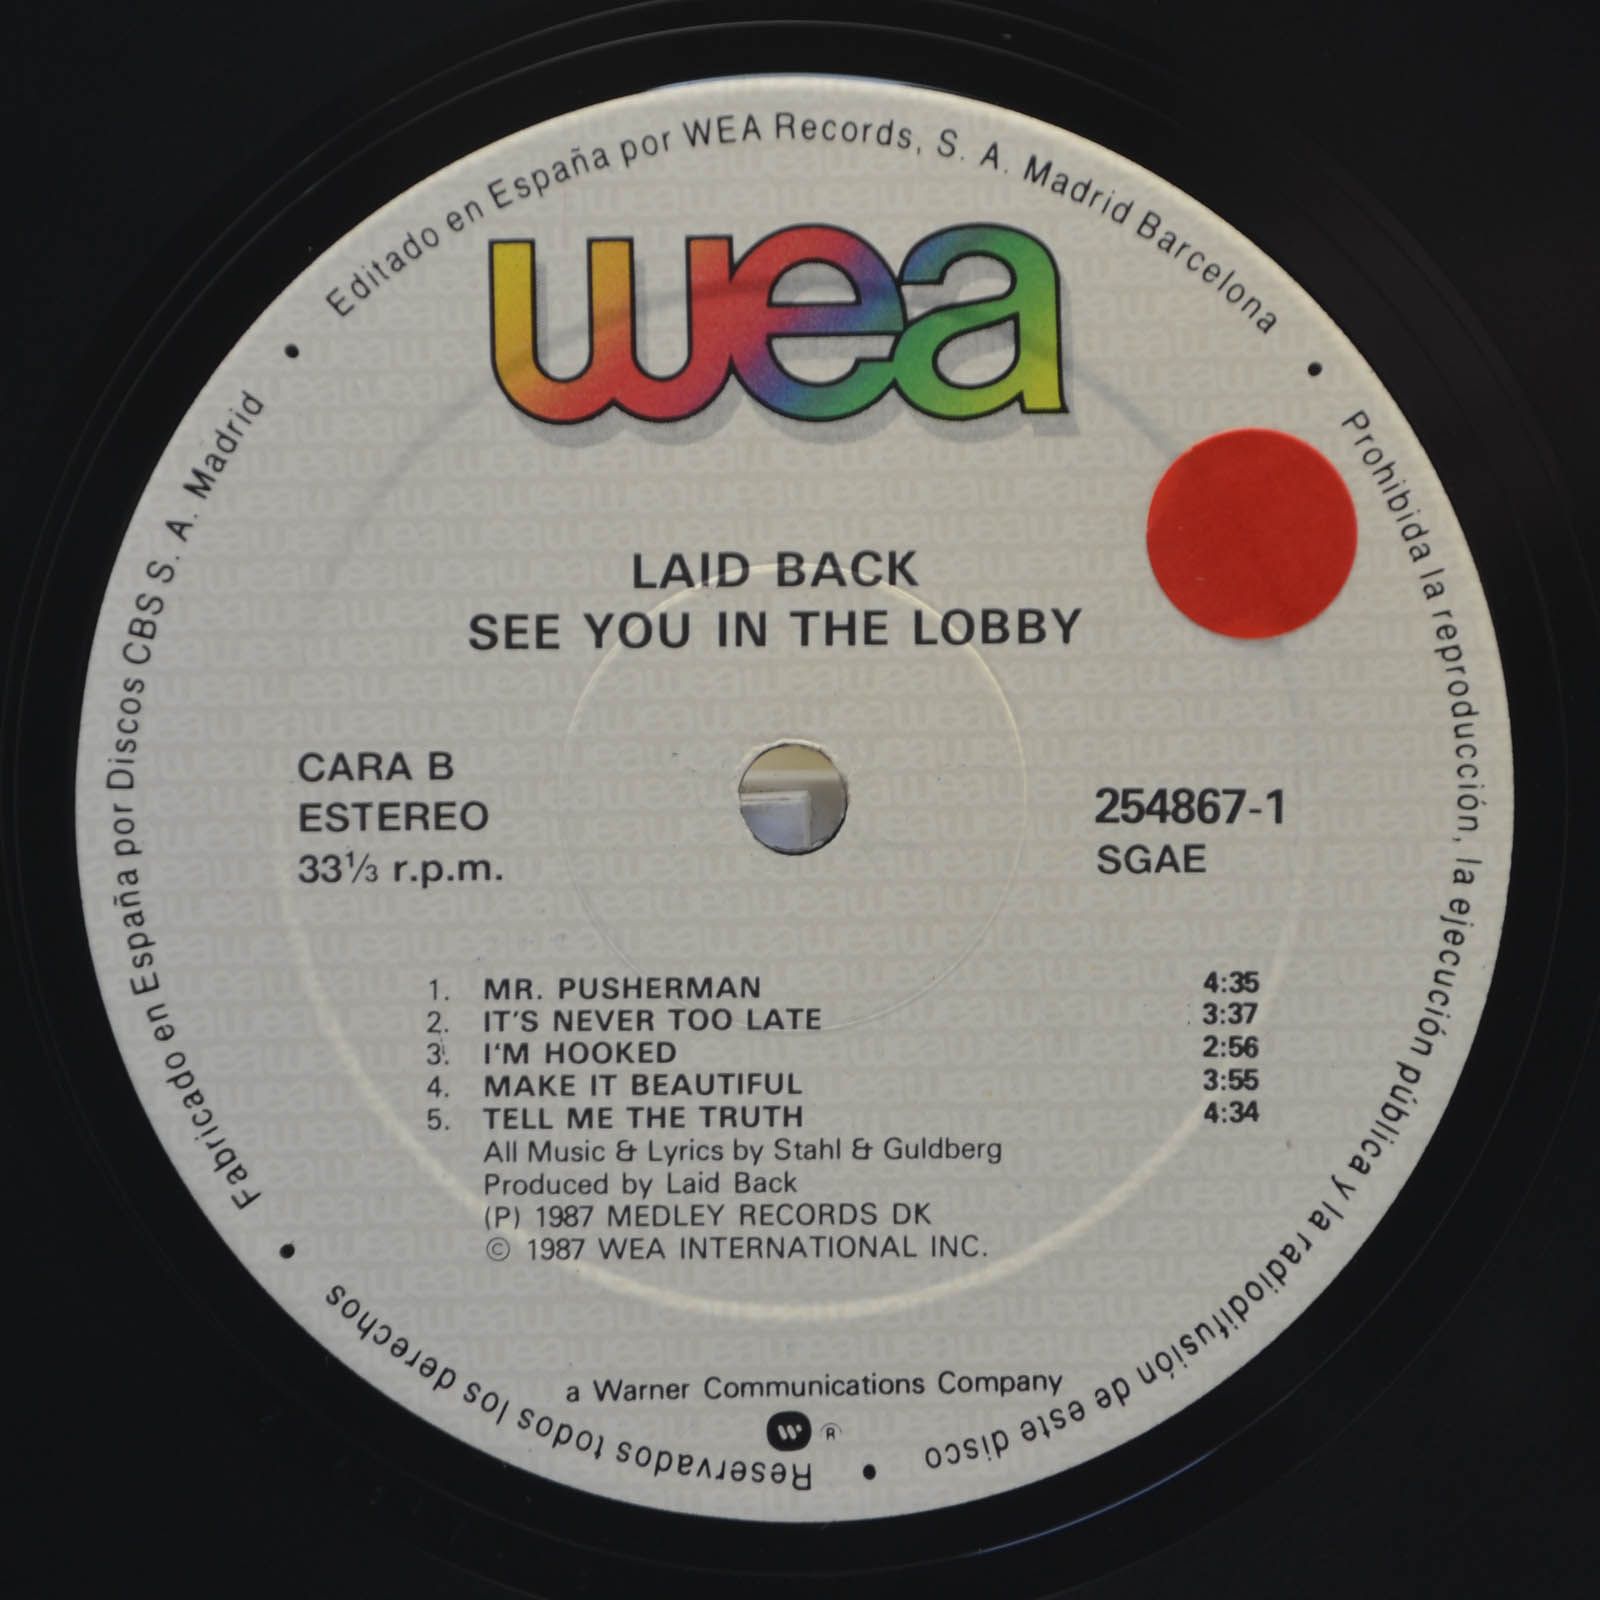 Editado en España por WEA Records, S. A. Madrid Barcelona
wea
LAID BACK
SEE YOU IN THE LOBBY
CARA B
ESTEREO
33⅓ r.p.m.
254867-1
SGAE
1. MR. PUSHERMAN 4:35
2. IT'S NEVER TOO LATE 3:37
3. I'M HOOKED 2:56
4. MAKE IT BEAUTIFUL 3:55
5. TELL ME THE TRUTH 4:34
All Music & Lyrics by Stahl & Guldberg
Produced by Laid Back
(P) 1987 MEDLEY RECORDS DK
© 1987 WEA INTERNATIONAL INC.
a Warner Communications Company
W ®
Prohibida la reproducción, la ejecución pública y la radiodifusión de este disco
Reservados todos los derechos
Fabricado en España por Discos CBS S. A. Madrid